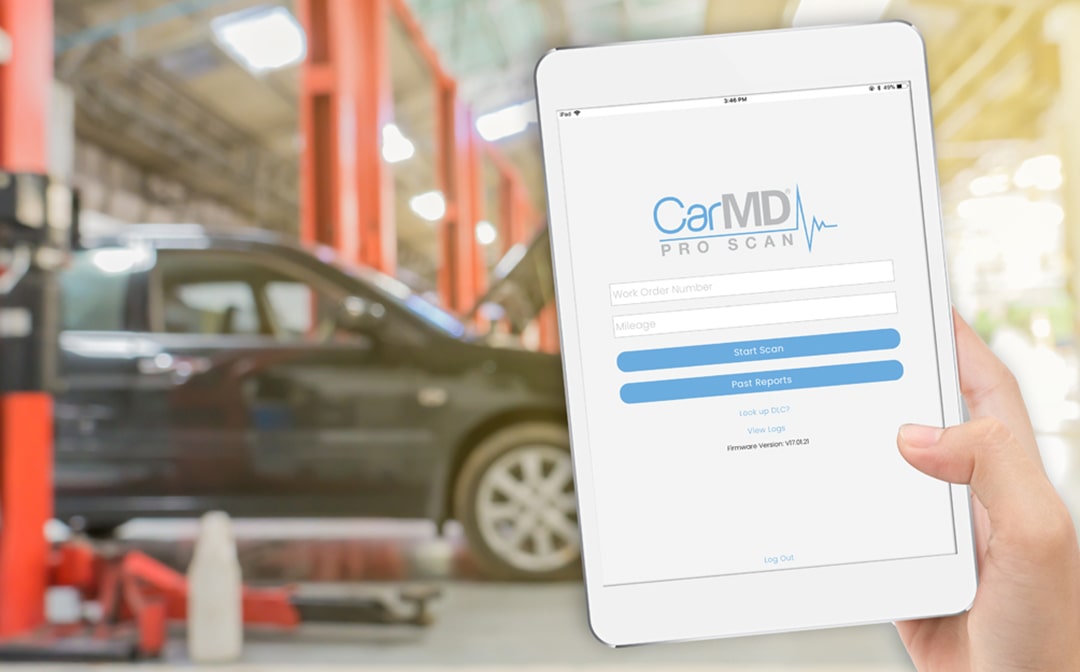 iPad 3:46 PM 49%
CarMD®
PRO SCAN
Work Order Number
Mileage
Start Scan
Past Reports
Look up DLC?
View Logs
Firmware Version: V17.01.21
Log Out